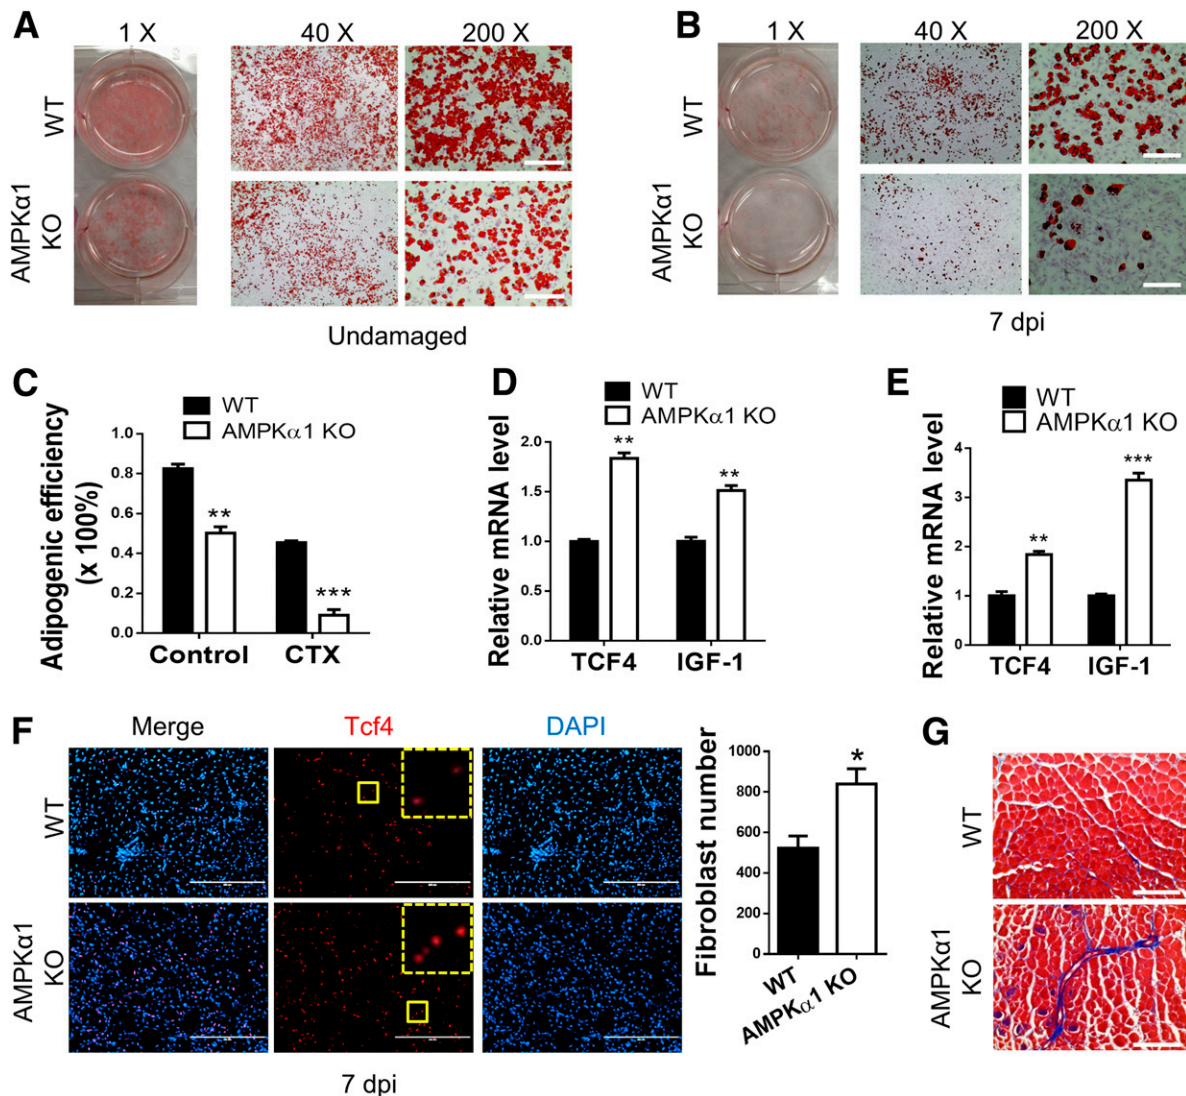 A
1 X
40 X
200 X
WT
AMPKα1
KO
Undamaged
B
1 X
40 X
200 X
WT
AMPKα1
KO
7 dpi
C
WT
AMPKα1 KO
Adipogenic efficiency
(x 100%)
1.0
0.8
0.6
0.4
0.2
0.0
**
***
Control
CTX
D
WT
AMPKα1 KO
Relative mRNA level
2.0
1.5
1.0
0.5
0.0
**
**
TCF4
IGF-1
E
WT
AMPKα1 KO
Relative mRNA level
4
3
2
1
0
**
***
TCF4
IGF-1
F
Merge
Tcf4
DAPI
WT
AMPKα1
KO
7 dpi
Fibroblast number
1000
800
600
400
200
0
*
WT
AMPKα1 KO
G
WT
AMPKα1
KO